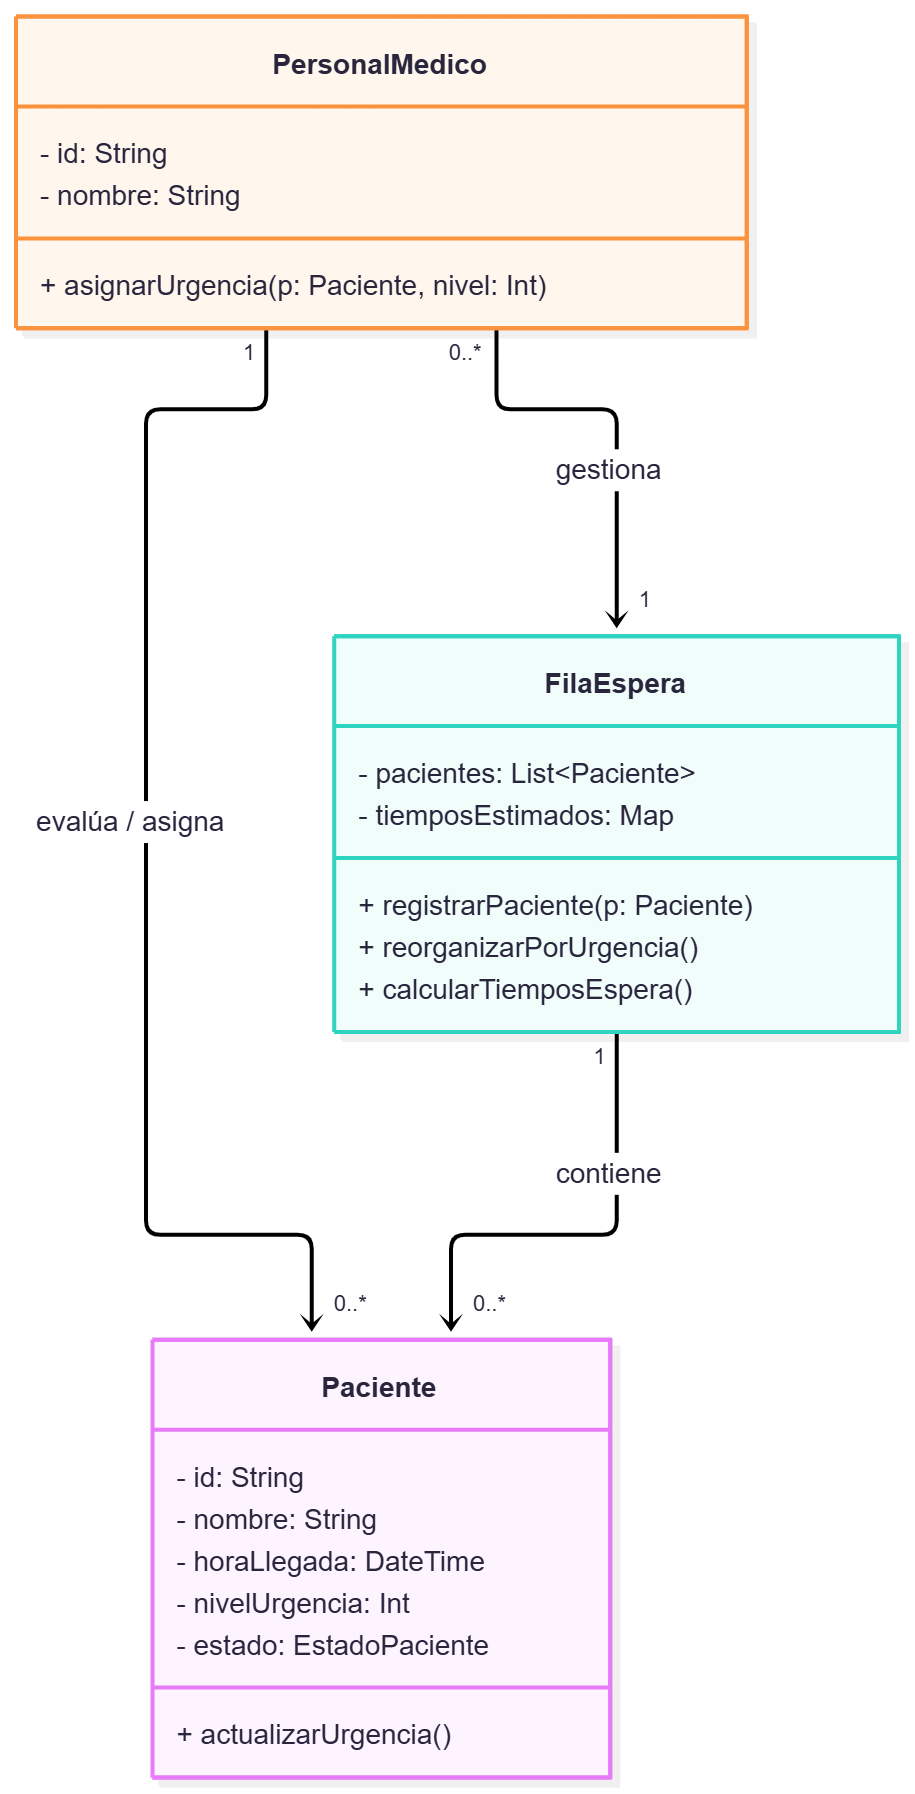 PersonalMedico
- id: String
- nombre: String
+ asignarUrgencia(p: Paciente, nivel: Int)
1
0..*
gestiona
1
FilaEspera
- pacientes: List<Paciente>
- tiemposEstimados: Map
evalúa / asigna
+ registrarPaciente(p: Paciente)
+ reorganizarPorUrgencia()
+ calcularTiemposEspera()
1
contiene
0..*
0..*
Paciente
- id: String
- nombre: String
- horaLlegada: DateTime
- nivelUrgencia: Int
- estado: EstadoPaciente
+ actualizarUrgencia()